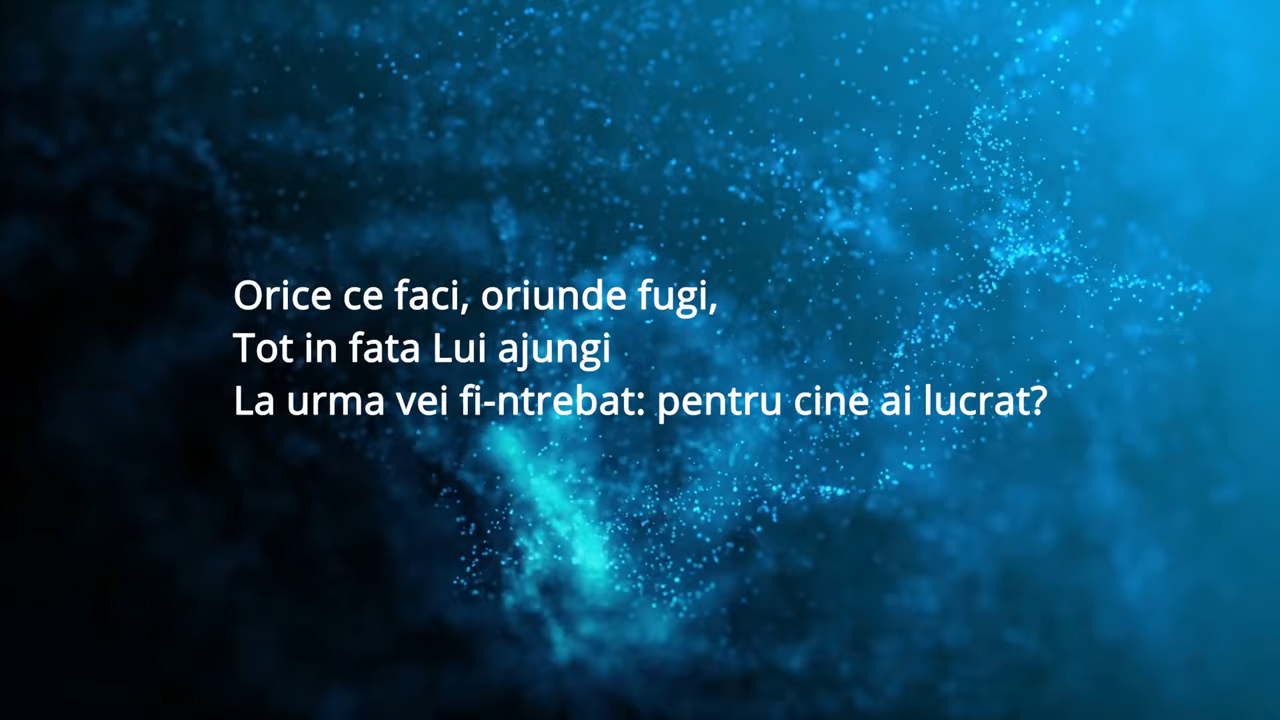 Orice ce faci, oriunde fugi,
Tot in fata Lui ajungi
La urma vei fi-ntrebat: pentru cine ai lucrat?